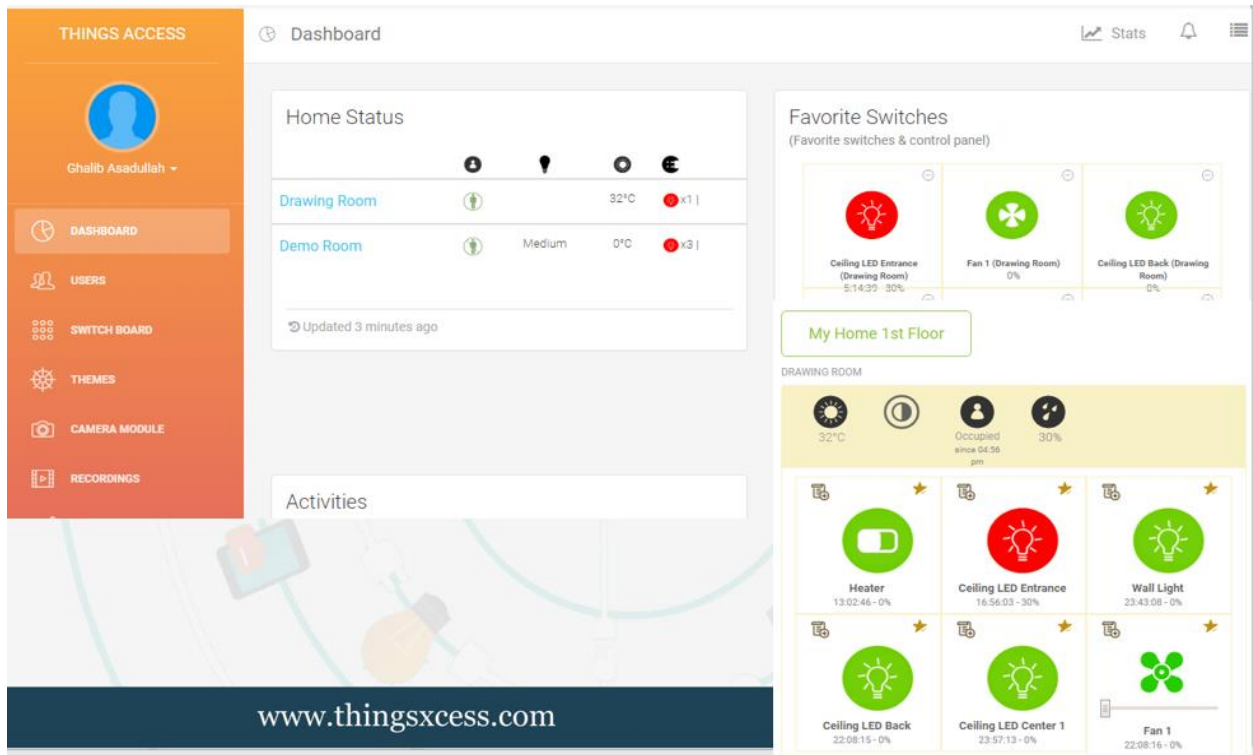 THINGS ACCESS
Ghalib Asadullah
DASHBOARD
USERS
SWITCH BOARD
THEMES
CAMERA MODULE
RECORDINGS
Dashboard
Stats
Home Status
Drawing Room 32°C x1 |
Demo Room Medium 0°C x3 |
Updated 3 minutes ago
Activities
Favorite Switches
(Favorite switches & control panel)
Ceiling LED Entrance
(Drawing Room)
5:14:39 30%
Fan 1 (Drawing Room)
0%
Ceiling LED Back (Drawing
Room)
0%
My Home 1st Floor
DRAWING ROOM
32°C
Occupied
since 04:56
pm
30%
Heater
13:02:46 - 0%
Ceiling LED Entrance
16:56:03 - 30%
Wall Light
23:43:08 - 0%
Ceiling LED Back
22:08:15 - 0%
Ceiling LED Center 1
23:57:13 - 0%
Fan 1
22:08:16 - 0%
www.thingsxcess.com